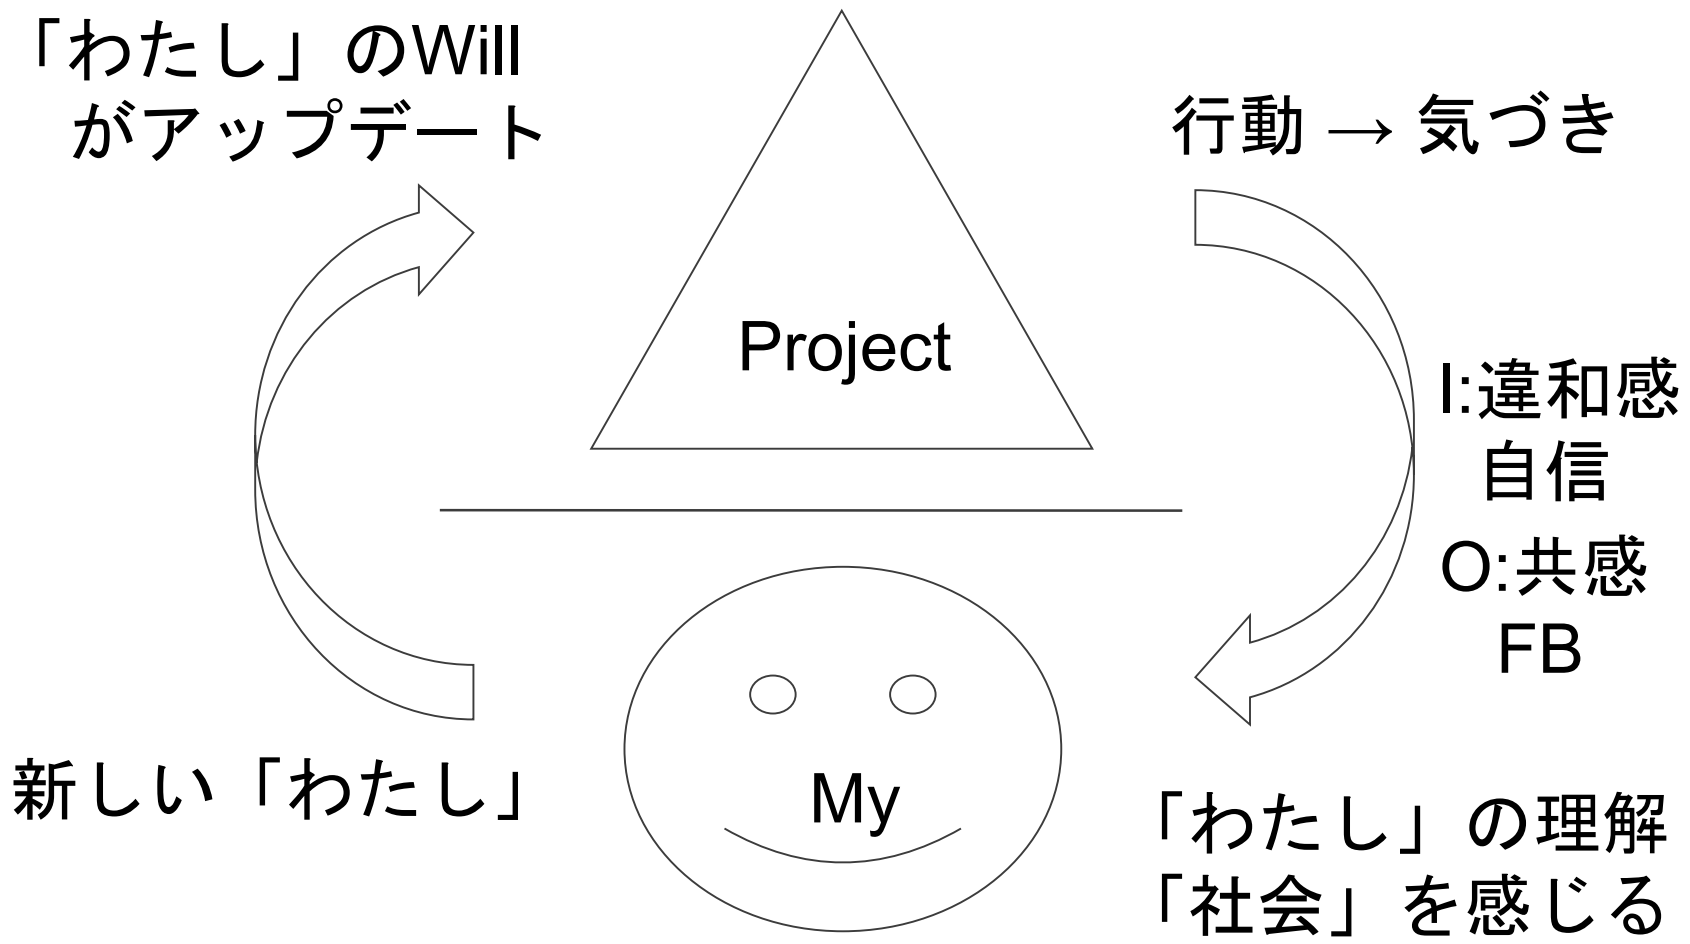 「わたし」のWill
がアップデート
行動 → 気づき
Project
I:違和感
自信
O:共感
FB
新しい「わたし」
My
「わたし」の理解
「社会」を感じる